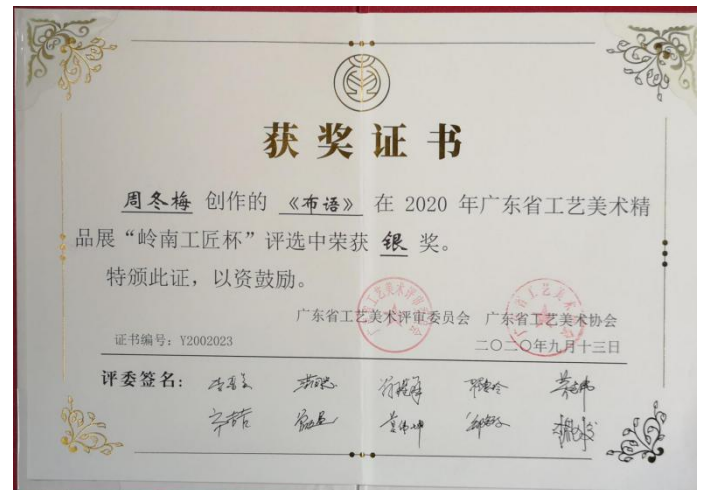 获奖证书
周冬梅 创作的 《布语》 在 2020 年广东省工艺美术精
品展“岭南工匠杯”评选中荣获 银 奖。
特颁此证，以资鼓励。
广东省工艺美术评审委员会 广东省工艺美术协会
证书编号：Y2002023 二〇二〇年九月十三日
评委签名：